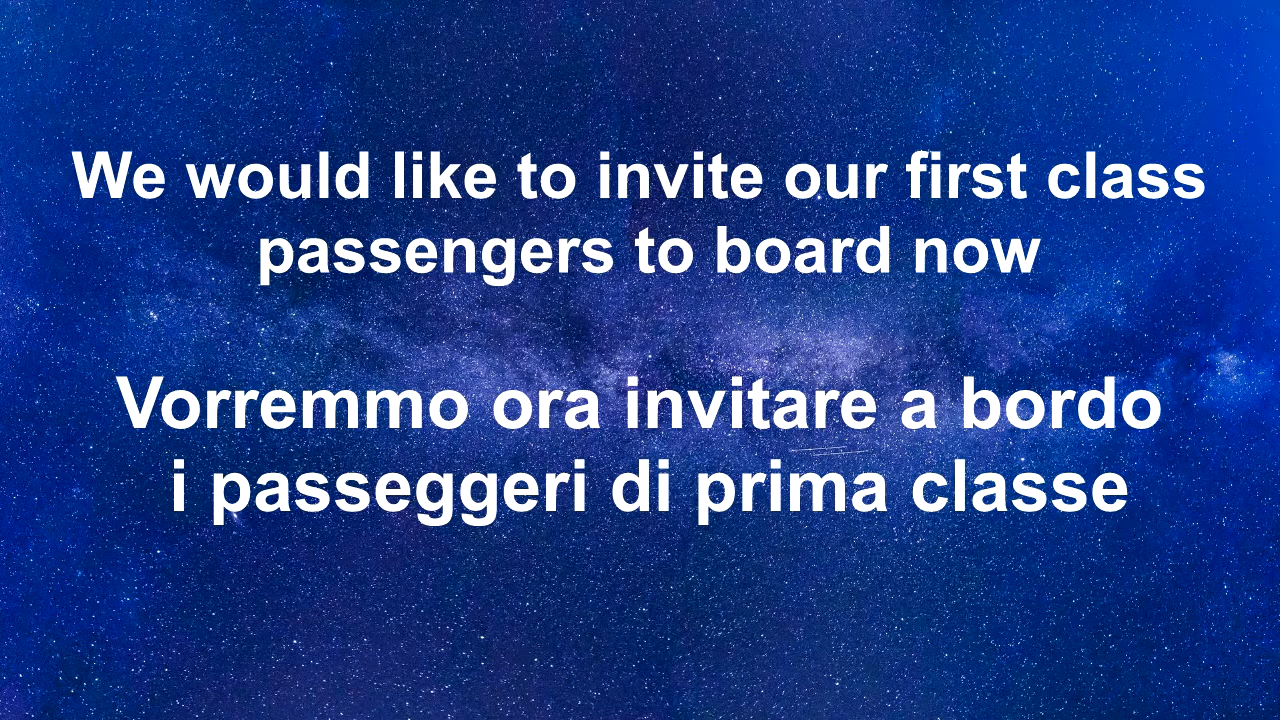 We would like to invite our first class
passengers to board now
Vorremmo ora invitare a bordo
i passeggeri di prima classe